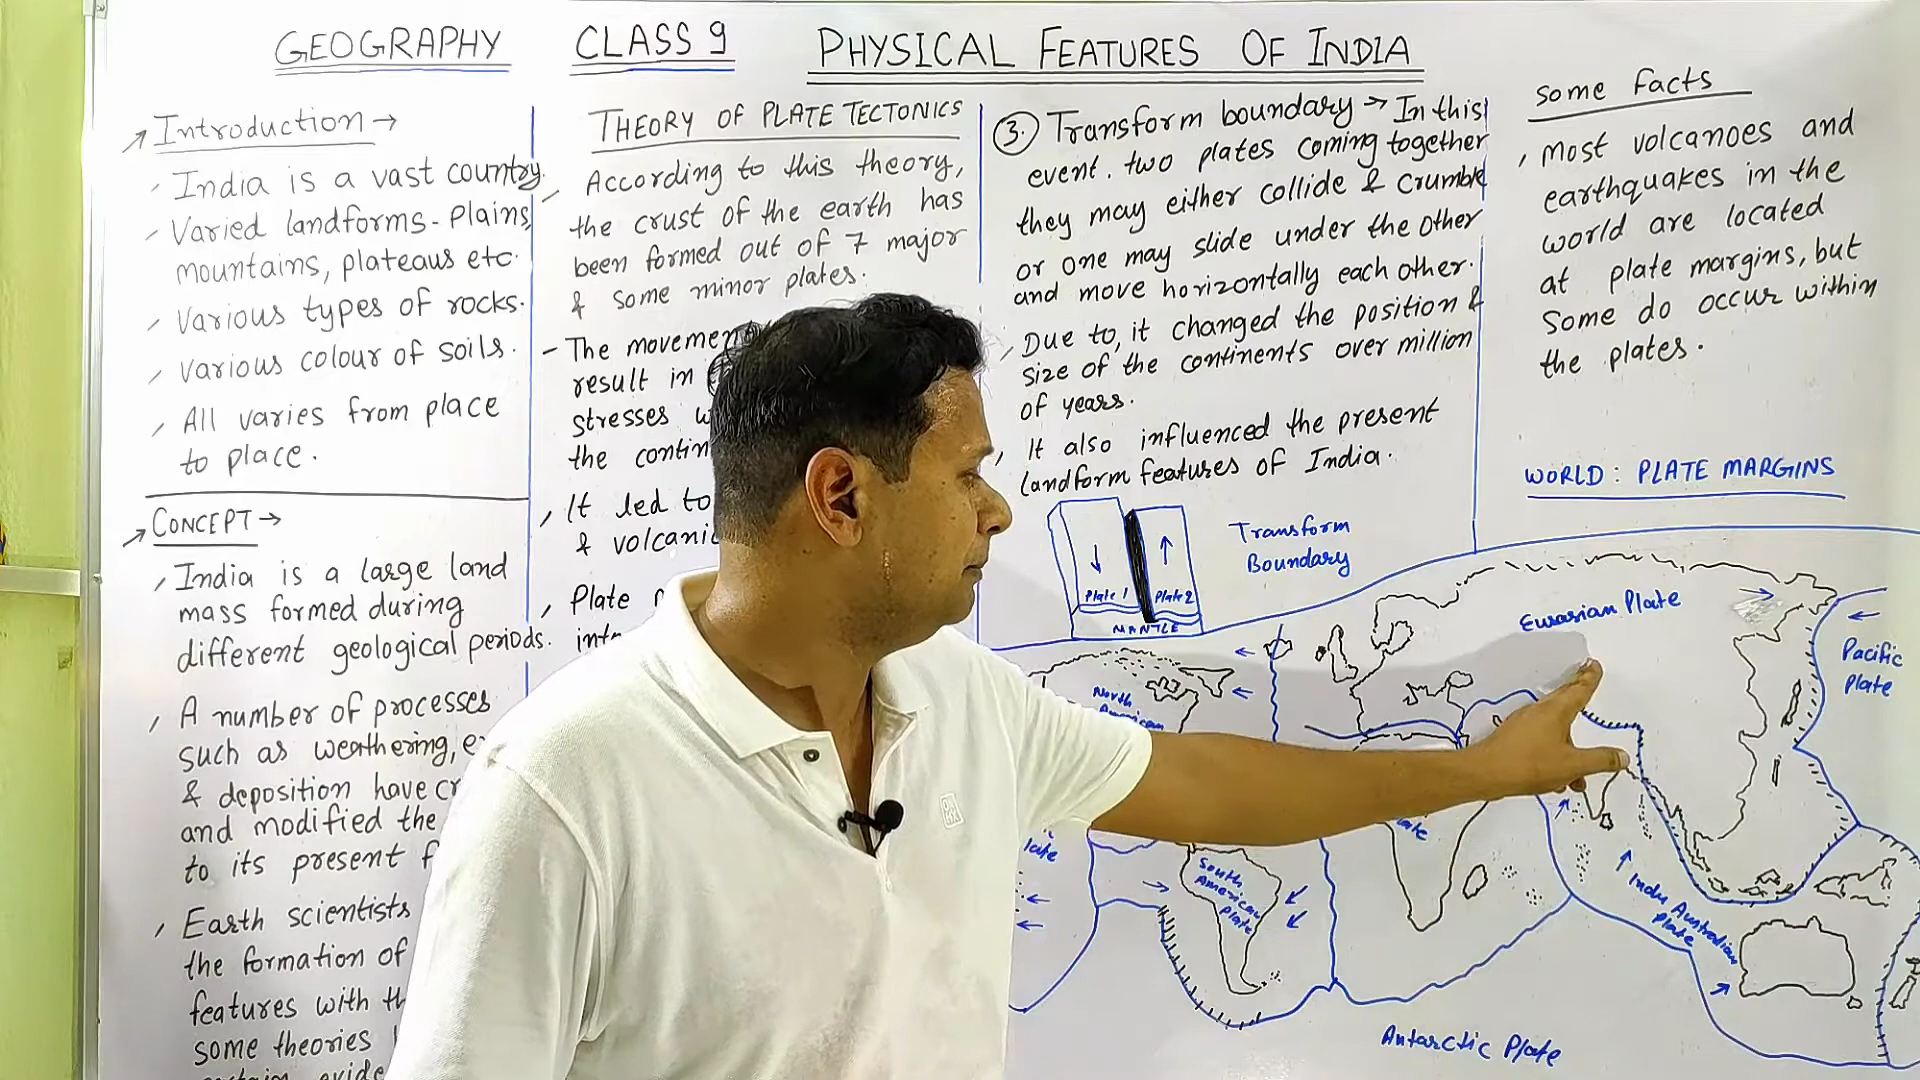 GEOGRAPHY CLASS 9 PHYSICAL FEATURES OF INDIA
Introduction →
India is a vast country.
Varied landforms - Plains,
mountains, plateaus etc.
Various types of rocks.
Various colour of soils.
All varies from place
to place.
CONCEPT →
India is a large land
mass formed during
different geological periods.
A number of processes
such as weathering,
& deposition have
and modified the
to its present
Earth scientists
the formation of
features with
some theories
THEORY OF PLATE TECTONICS
According to this theory,
the crust of the earth has
been formed out of 7 major
& some minor plates.
The
result in
stresses
the
It led to
&
Plate
③ Transform boundary → In this
event. two plates coming together
they may either collide & crumble
or one may slide under the other
and move horizontally each other.
Due to, it changed the position &
size of the continents over million
of years.
It also influenced the present
landform features of India.
Plate 1
Plate 2
MANTLE
Transform
Boundary
Some facts
Most volcanoes and
earthquakes in the
world are located
at plate margins, but
Some do occur within
the plates.
WORLD: PLATE MARGINS
Eurasian Plate
Pacific
Plate
North
American
South
American
Plate
Indu Australian
Plate
Antarctic Plate